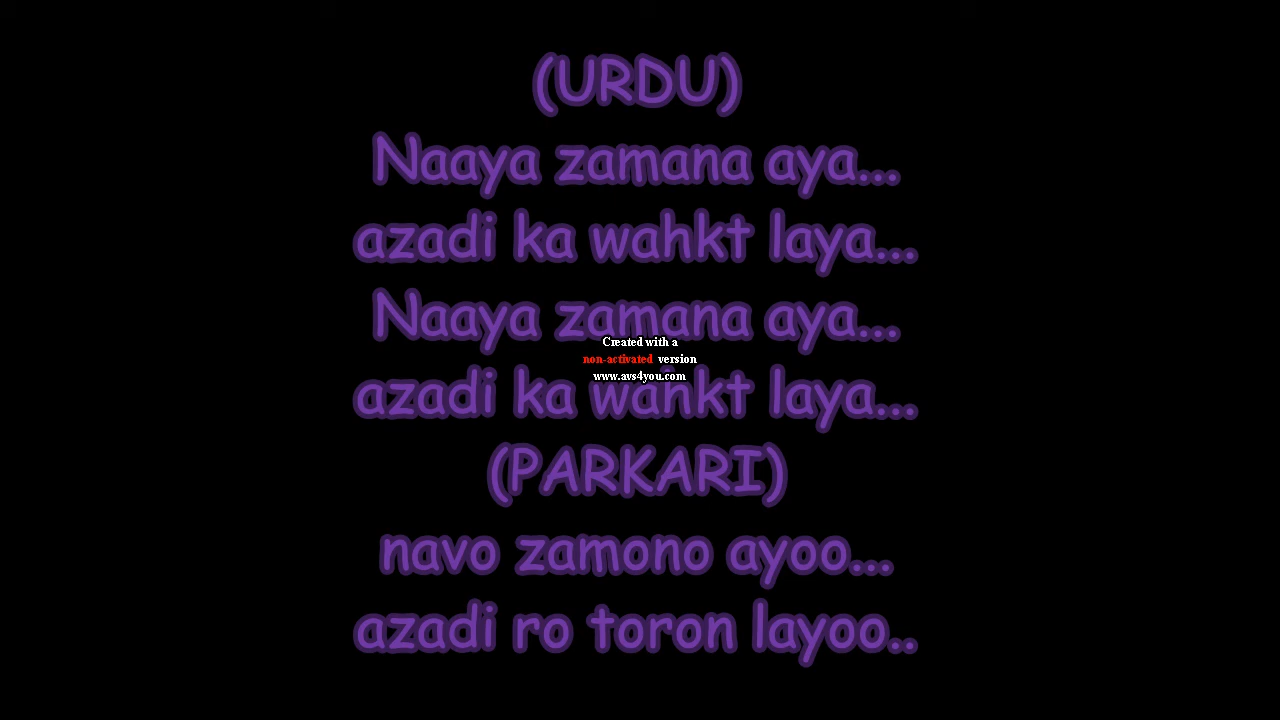 (URDU)
Naaya zamana aya...
azadi ka wahkt laya...
Naaya zamana aya...
Created with a
non-activated version
www.avs4you.com
azadi ka wahkt laya...
(PARKARI)
navo zamono ayoo...
azadi ro toron layoo..